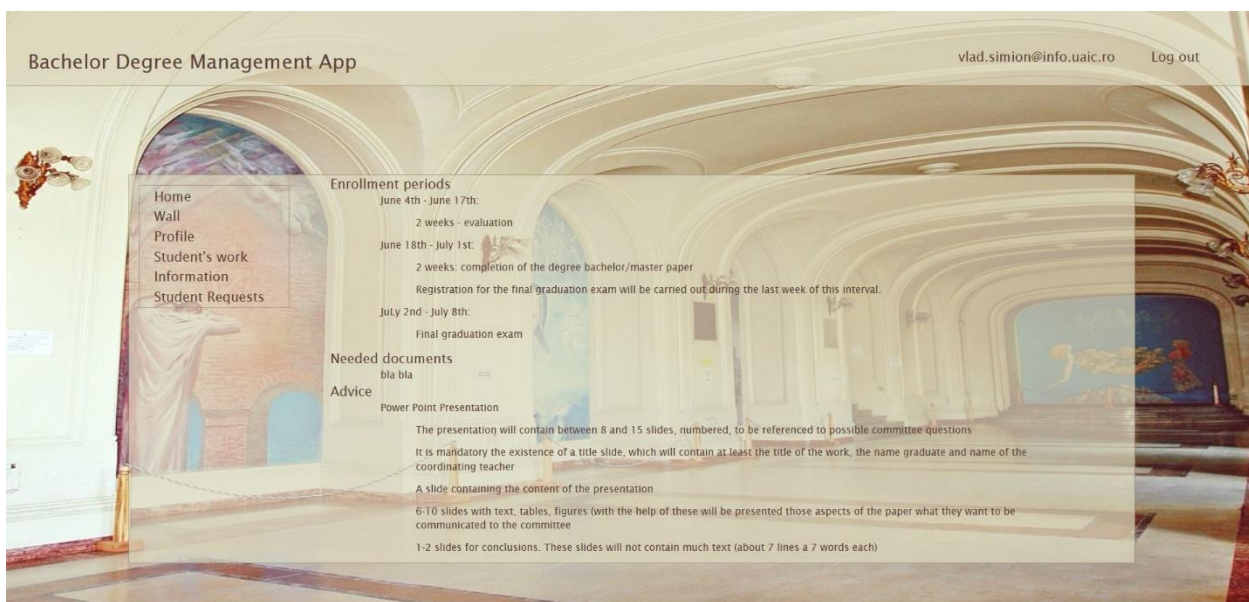 Bachelor Degree Management App
vlad.simion@info.uaic.ro
Log out
Home
Wall
Profile
Student's work
Information
Student Requests
Enrollment periods
June 4th - June 17th:
2 weeks - evaluation
June 18th - July 1st:
2 weeks: completion of the degree bachelor/master paper
Registration for the final graduation exam will be carried out during the last week of this interval.
JuLy 2nd - July 8th:
Final graduation exam
Needed documents
bla bla
Advice
Power Point Presentation
The presentation will contain between 8 and 15 slides, numbered, to be referenced to possible committee questions
It is mandatory the existence of a title slide, which will contain at least the title of the work, the name graduate and name of the
coordinating teacher
A slide containing the content of the presentation
6-10 slides with text, tables, figures (with the help of these will be presented those aspects of the paper what they want to be
communicated to the committee
1-2 slides for conclusions. These slides will not contain much text (about 7 lines a 7 words each)